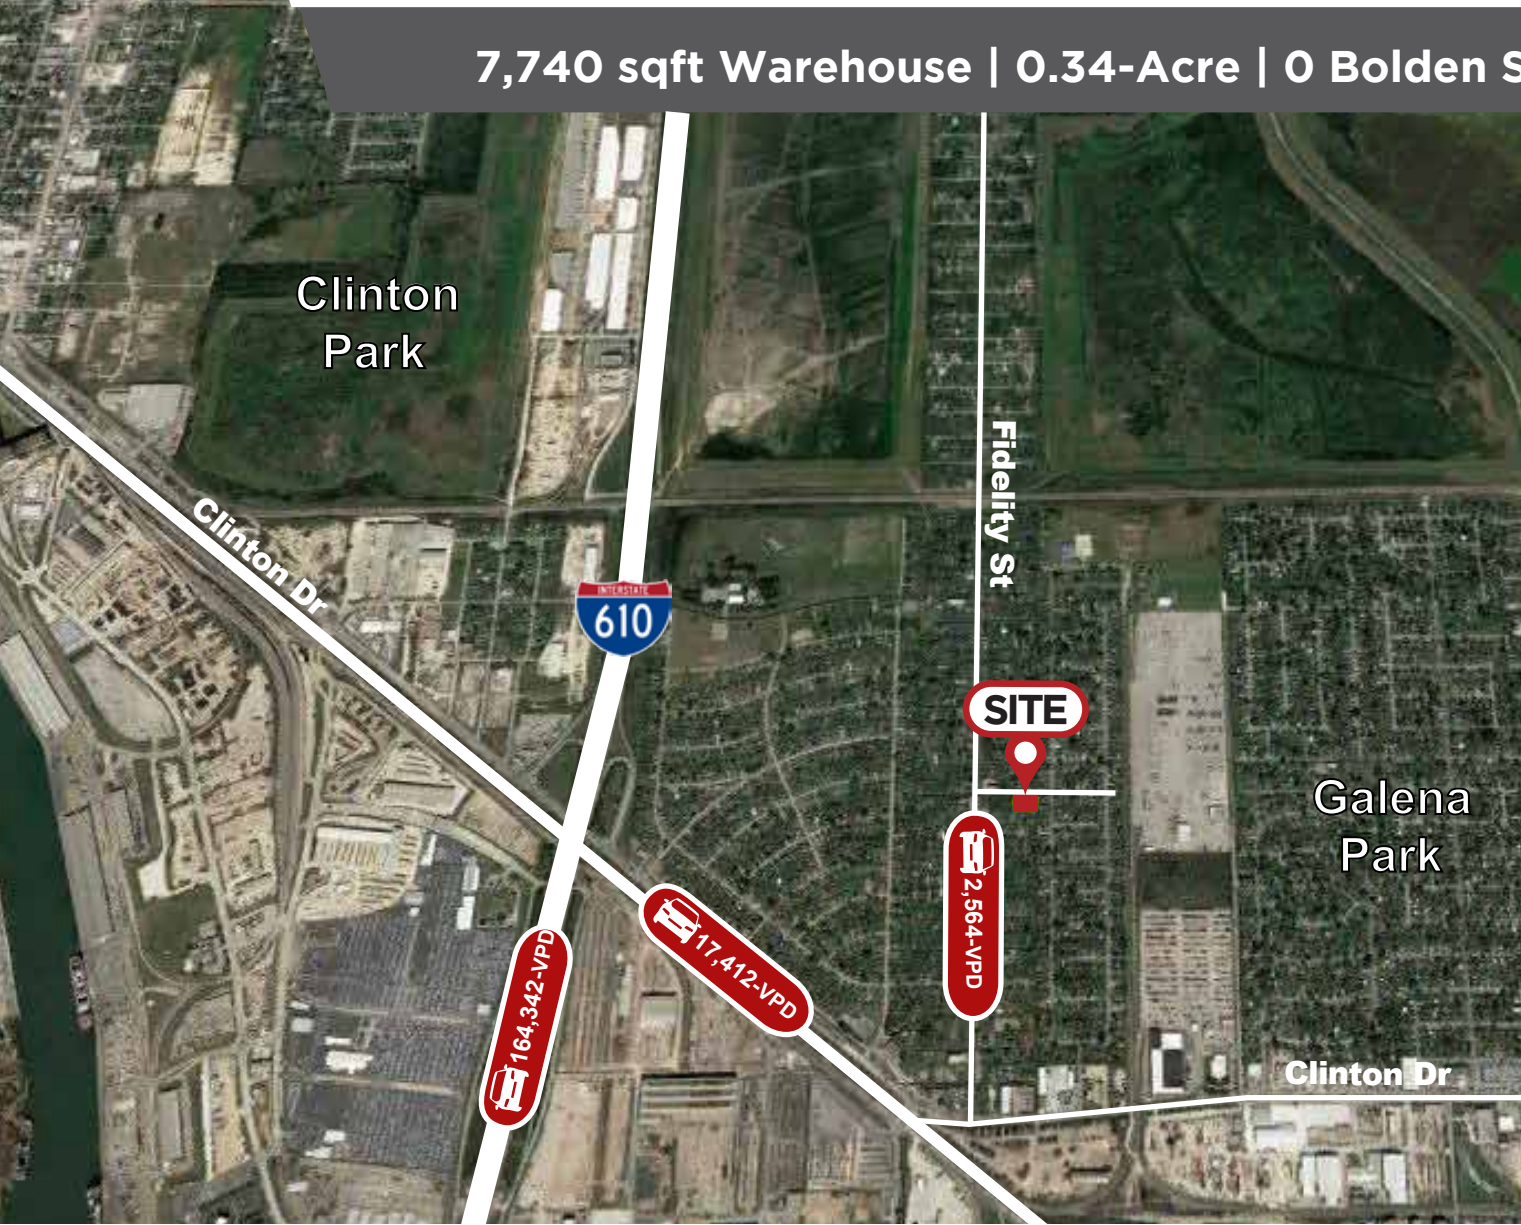 7,740 sqft Warehouse | 0.34-Acre | 0 Bolden S
Clinton
Park
Fidelity St
Clinton Dr
INTERSTATE
610
SITE
Galena
Park
2,564-VPD
17,412-VPD
164,342-VPD
Clinton Dr